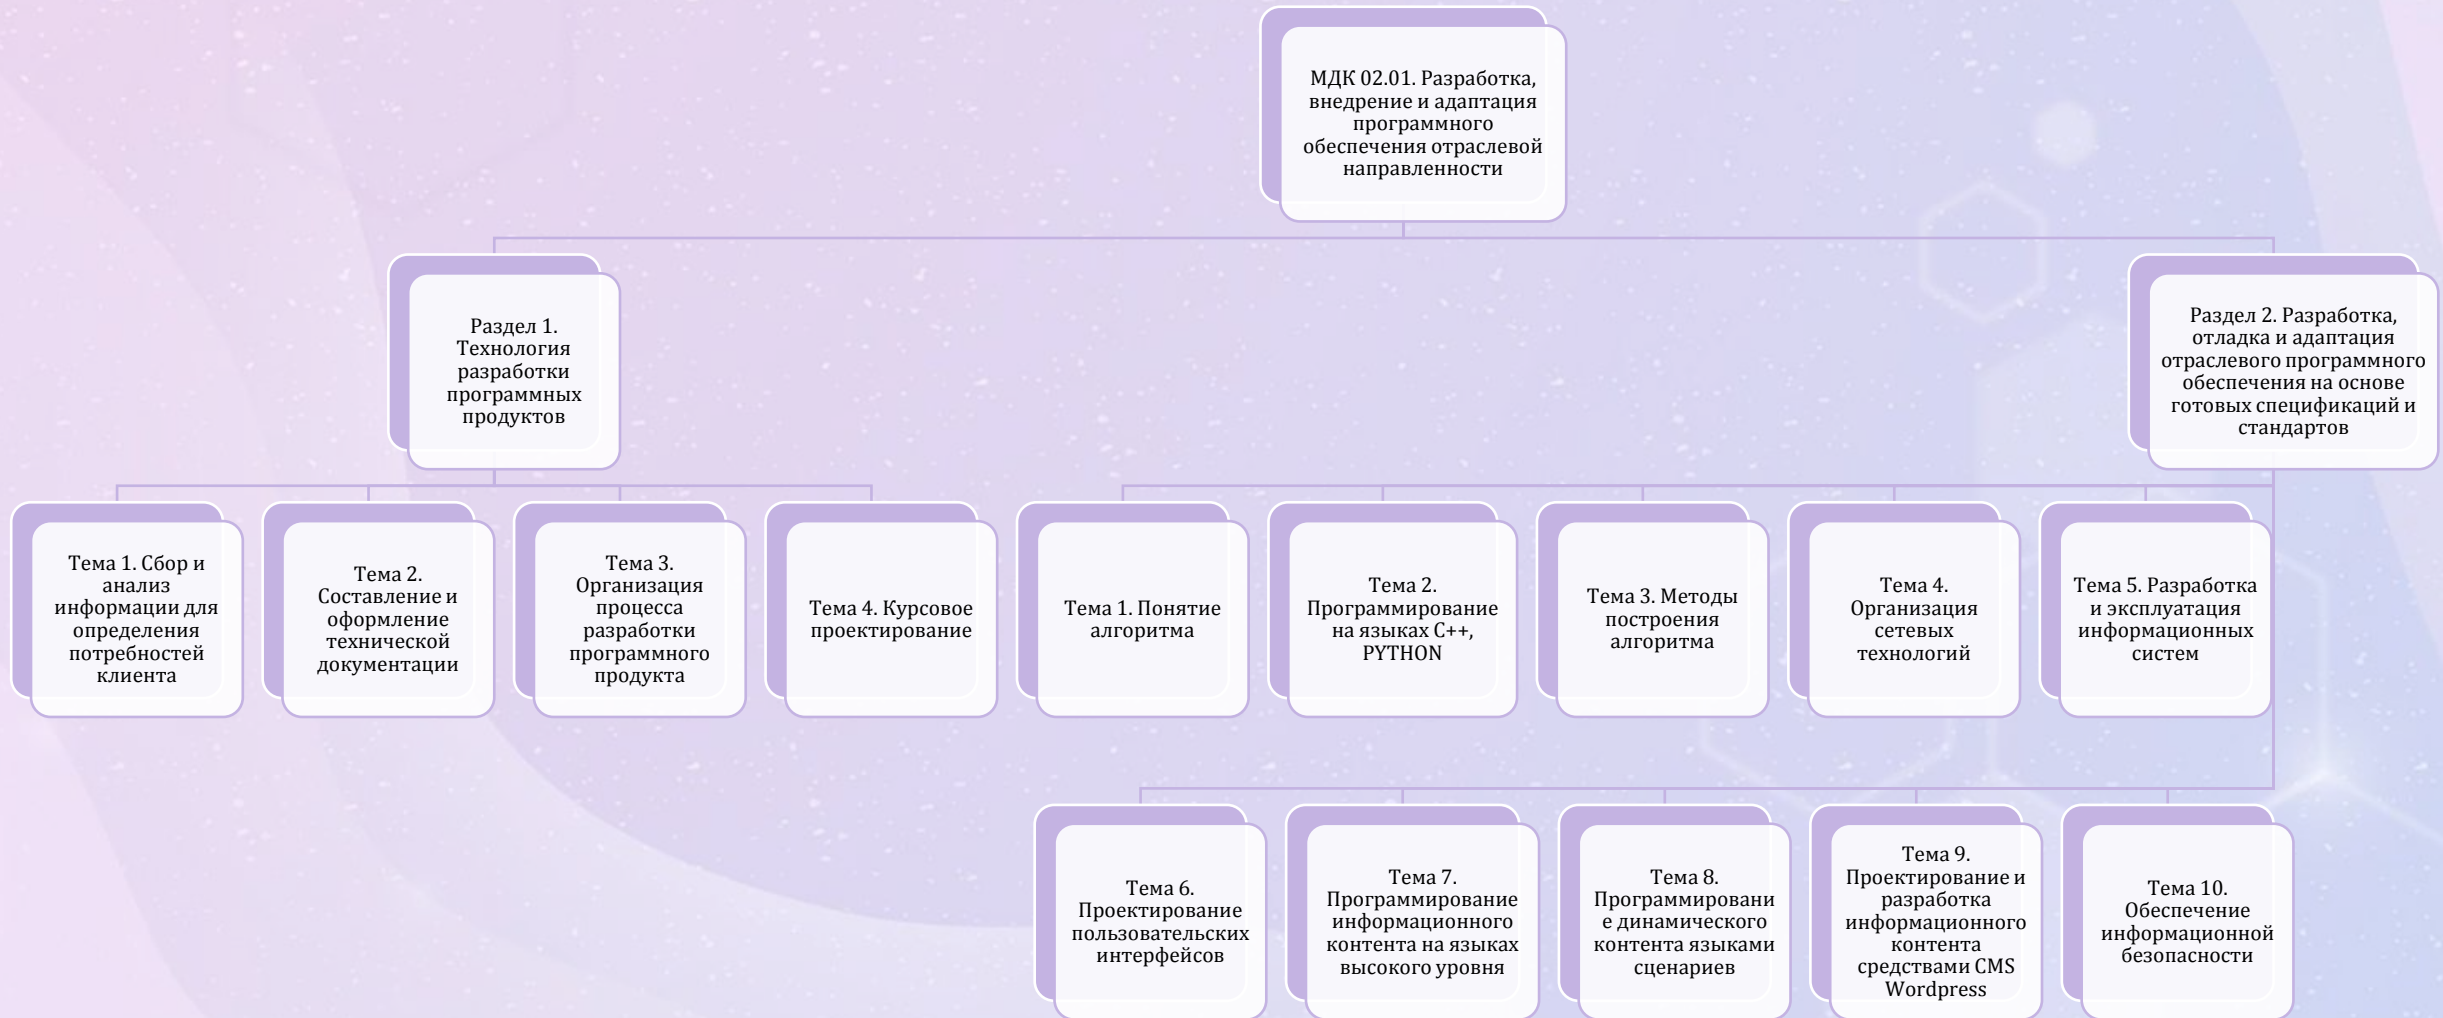 МДК 02.01. Разработка,
внедрение и адаптация
программного
обеспечения отраслевой
направленности
Раздел 1.
Технология
разработки
программных
продуктов
Раздел 2. Разработка,
отладка и адаптация
отраслевого программного
обеспечения на основе
готовых спецификаций и
стандартов
Тема 1. Сбор и
анализ
информации для
определения
потребностей
клиента
Тема 2.
Составление и
оформление
технической
документации
Тема 3.
Организация
процесса
разработки
программного
продукта
Тема 4. Курсовое
проектирование
Тема 1. Понятие
алгоритма
Тема 2.
Программирование
на языках C++,
PYTHON
Тема 3. Методы
построения
алгоритма
Тема 4.
Организация
сетевых
технологий
Тема 5. Разработка
и эксплуатация
информационных
систем
Тема 6.
Проектирование
пользовательских
интерфейсов
Тема 7.
Программирование
информационного
контента на языках
высокого уровня
Тема 8.
Программировани
е динамического
контента языками
сценариев
Тема 9.
Проектирование и
разработка
информационного
контента
средствами CMS
Wordpress
Тема 10.
Обеспечение
информационной
безопасности